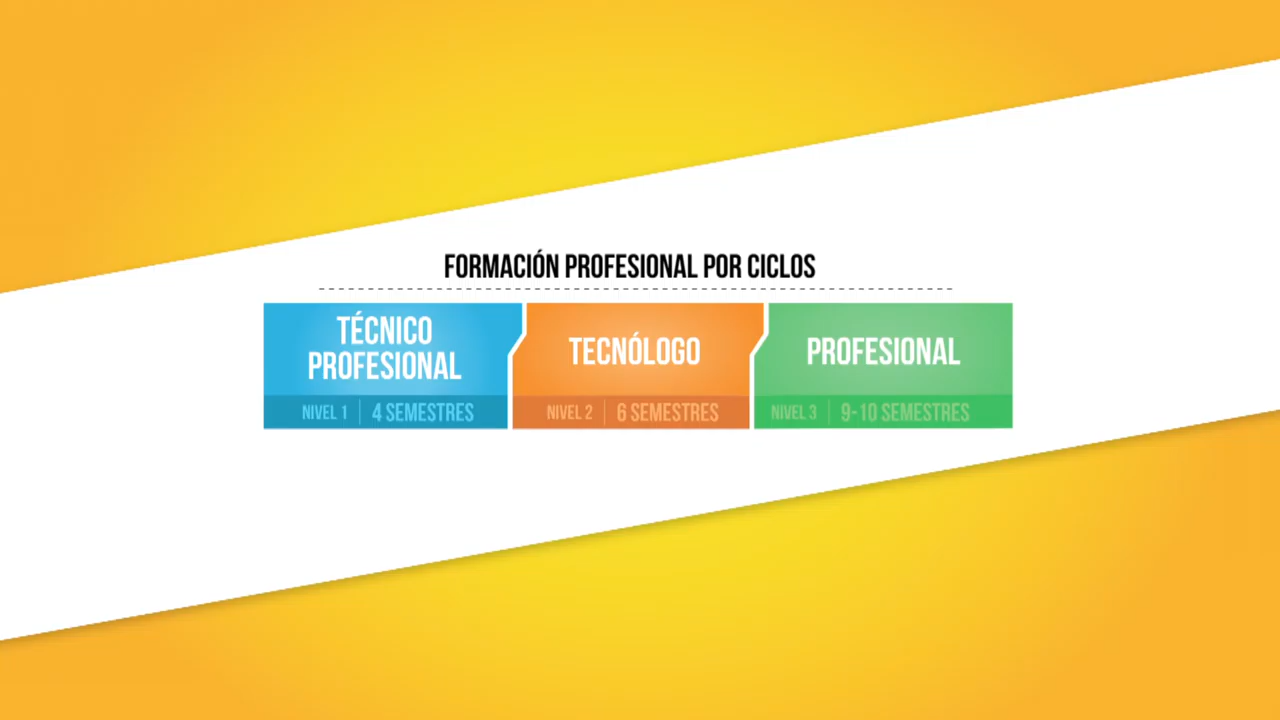 FORMACIÓN PROFESIONAL POR CICLOS
TÉCNICO
PROFESIONAL
NIVEL 1 | 4 SEMESTRES
TECNÓLOGO
NIVEL 2 | 6 SEMESTRES
PROFESIONAL
NIVEL 3 | 9-10 SEMESTRES